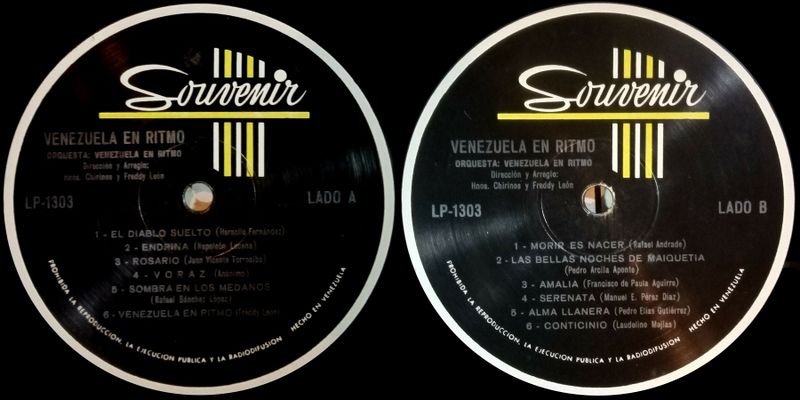 Souvenir
VENEZUELA EN RITMO
ORQUESTA: VENEZUELA EN RITMO
Dirección y Arreglo:
Hnos. Chirinos y Freddy León
LP-1303
LADO A
1 - EL DIABLO SUELTO (Heraclio Fernández)
2 - ENDRINA (Napoleón Lucena)
3 - ROSARIO (Juan Vicente Torrealba)
4 - VORAZ (Anónimo)
5 - SOMBRA EN LOS MEDANOS
(Rafael Sánchez López)
6 - VENEZUELA EN RITMO (Freddy León)
PROHIBIDA LA REPRODUCCION, LA EJECUCION PUBLICA Y LA RADIODIFUSION HECHO EN VENEZUELA
Souvenir
VENEZUELA EN RITMO
ORQUESTA: VENEZUELA EN RITMO
Dirección y Arreglo:
Hnos. Chirinos y Freddy León
LP-1303
LADO B
1 - MORIR ES NACER (Rafael Andrade)
2 - LAS BELLAS NOCHES DE MAIQUETIA
(Pedro Arcila Aponte)
3 - AMALIA (Francisco de Paula Aguirre)
4 - SERENATA (Manuel E. Pérez Díaz)
5 - ALMA LLANERA (Pedro Elías Gutiérrez)
6 - CONTICINIO (Laudelino Mejías)
PROHIBIDA LA REPRODUCCION, LA EJECUCION PUBLICA Y LA RADIODIFUSION HECHO EN VENEZUELA